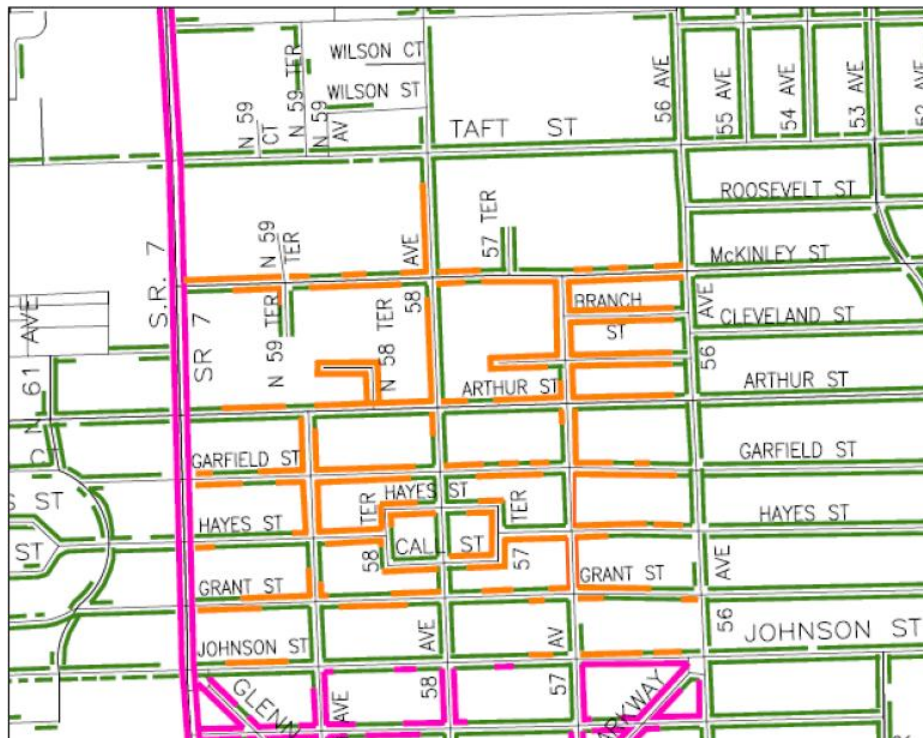 WILSON CT
WILSON ST
N 59
CT
N 59
TER
N 59
AV
TAFT ST
56 AVE
55 AVE
54 AVE
53 AVE
ROOSEVELT ST
57 TER
N 59
TER
AVE
58
McKINLEY ST
S.R. 7
SR 7
BRANCH
ST
AVE
56
CLEVELAND ST
N 61
AVE
N 59 TER
N 58 TER
ARTHUR ST
ARTHUR ST
CT
GARFIELD ST
GARFIELD ST
HAYES ST
HAYES ST
HAYES ST
TER
58
TER
57
CALL ST
ST
ST
GRANT ST
GRANT ST
AVE
56
JOHNSON ST
JOHNSON ST
AVE
58
AV
57
GLENN
AVE